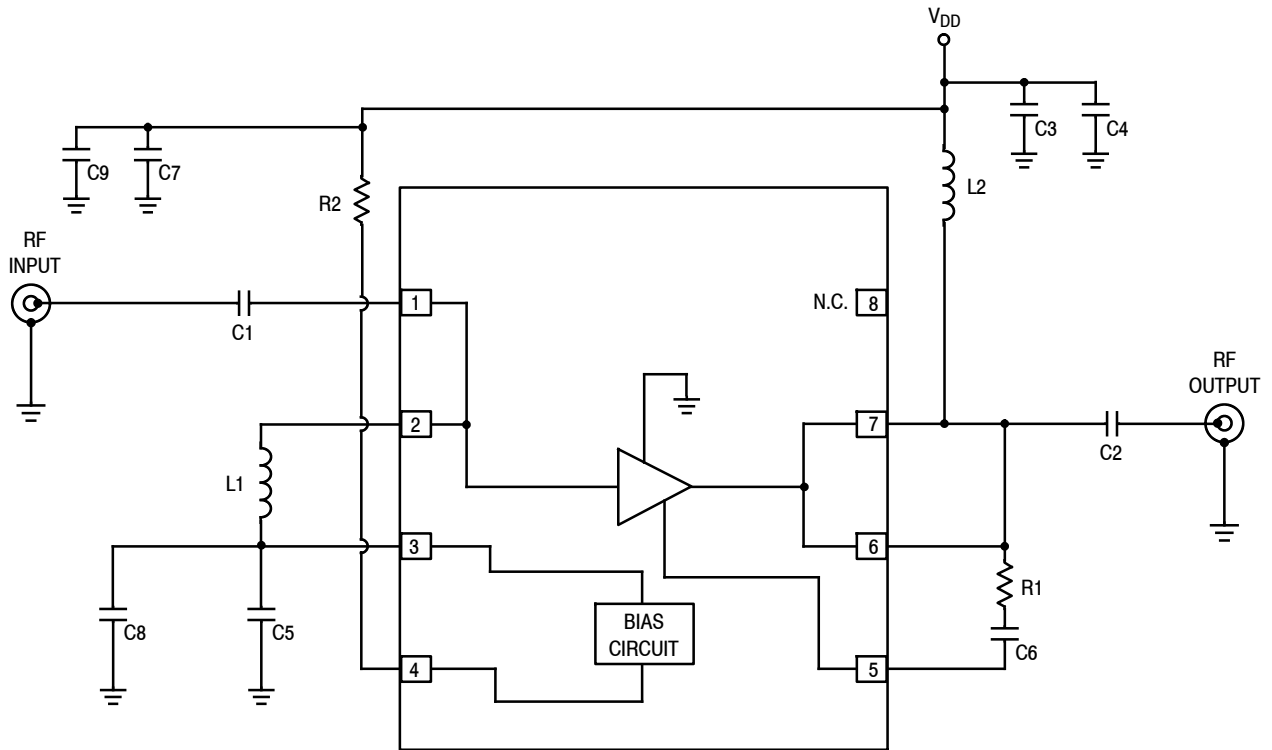 VDD
C3
C4
C9
C7
R2
L2
RF
INPUT
C1
1
N.C.
8
RF
OUTPUT
2
7
C2
L1
3
6
R1
C8
C5
BIAS
CIRCUIT
C6
4
5